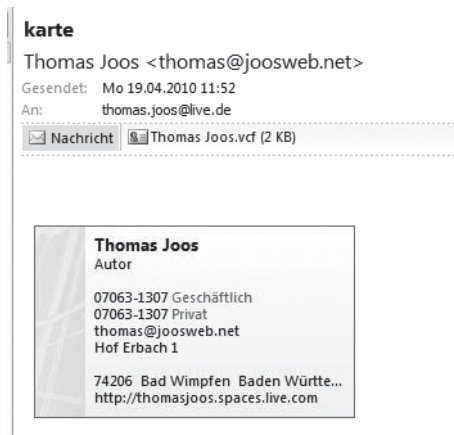 karte
Thomas Joos <thomas@joosweb.net>
Gesendet: Mo 19.04.2010 11:52
An: thomas.joos@live.de
Nachricht Thomas Joos.vcf (2 KB)
Thomas Joos
Autor
07063-1307 Geschäftlich
07063-1307 Privat
thomas@joosweb.net
Hof Erbach 1
74206 Bad Wimpfen Baden Württe...
http://thomasjoos.spaces.live.com